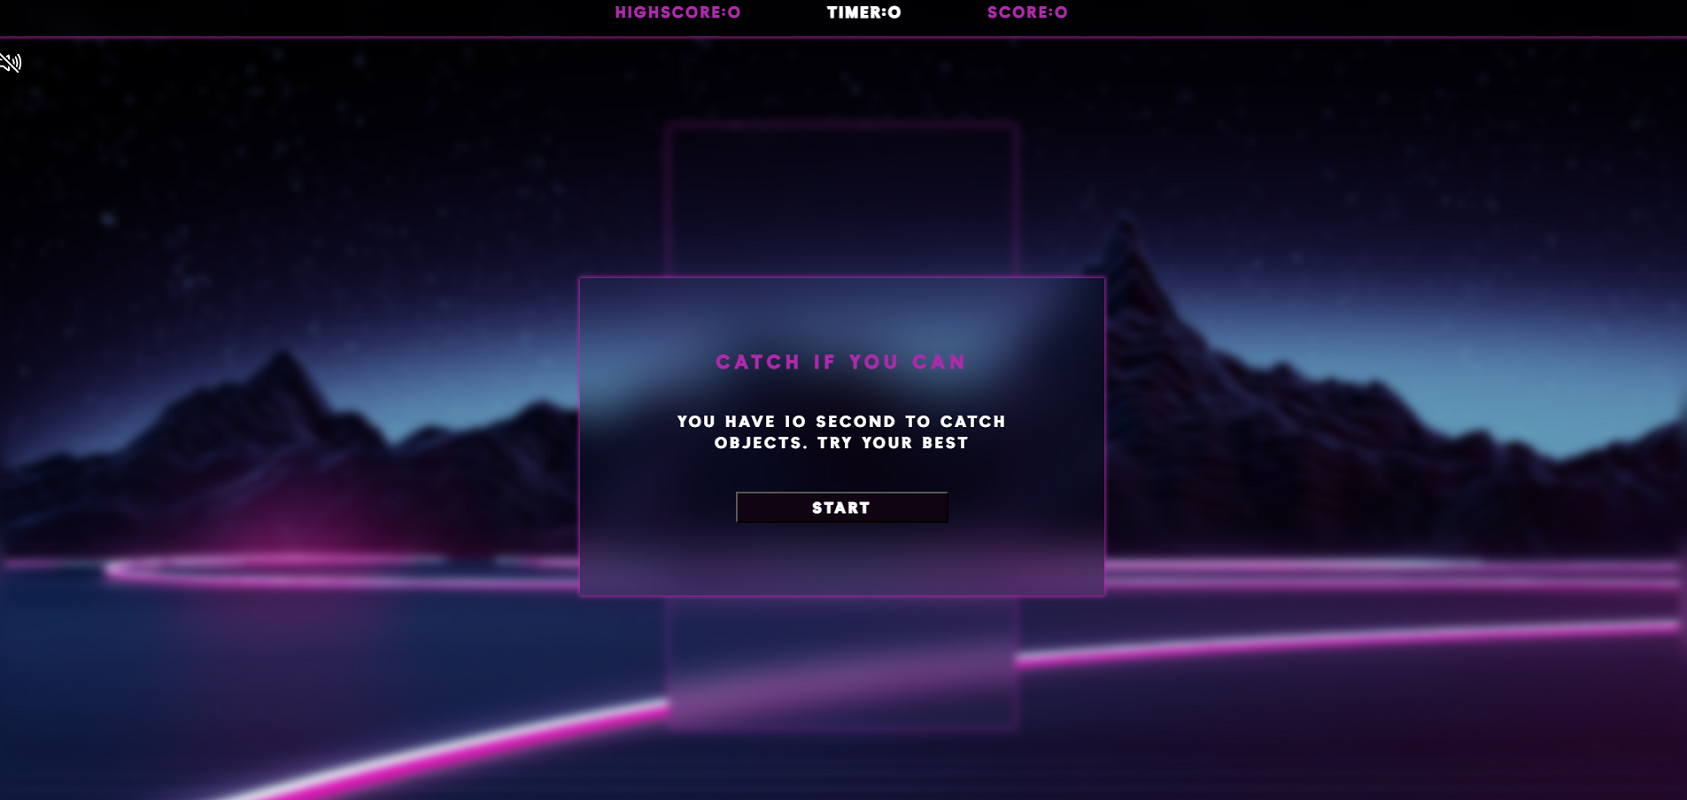 HIGHSCORE:0 TIMER:0 SCORE:0
CATCH IF YOU CAN
YOU HAVE 10 SECOND TO CATCH
OBJECTS. TRY YOUR BEST
START